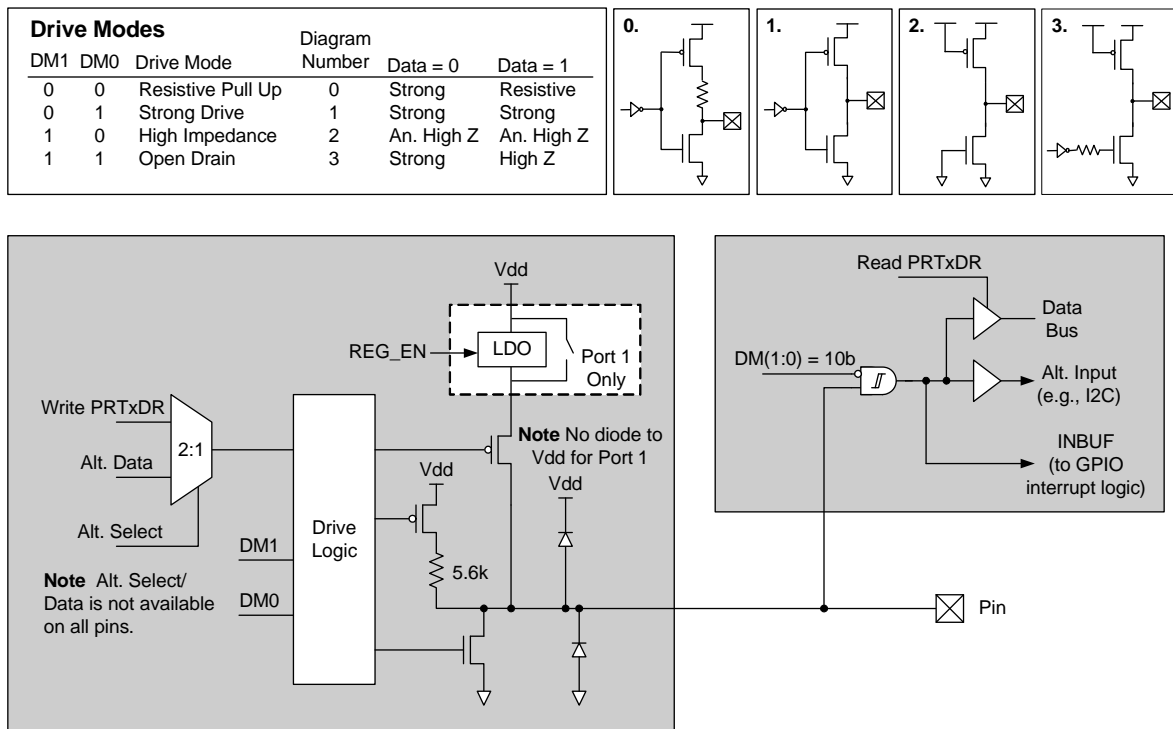 Drive Modes
DM1 DM0 Drive Mode Diagram Number Data = 0 Data = 1
0 0 Resistive Pull Up 0 Strong Resistive
0 1 Strong Drive 1 Strong Strong
1 0 High Impedance 2 An. High Z An. High Z
1 1 Open Drain 3 Strong High Z
0.
1.
2.
3.
Vdd
REG_EN
LDO
Port 1
Only
Write PRTxDR
2:1
Alt. Data
Alt. Select
Note No diode to
Vdd for Port 1
Vdd
Vdd
Drive
Logic
5.6k
DM1
DM0
Note Alt. Select/
Data is not available
on all pins.
Read PRTxDR
Data
Bus
DM(1:0) = 10b
Alt. Input
(e.g., I2C)
INBUF
(to GPIO
interrupt logic)
Pin